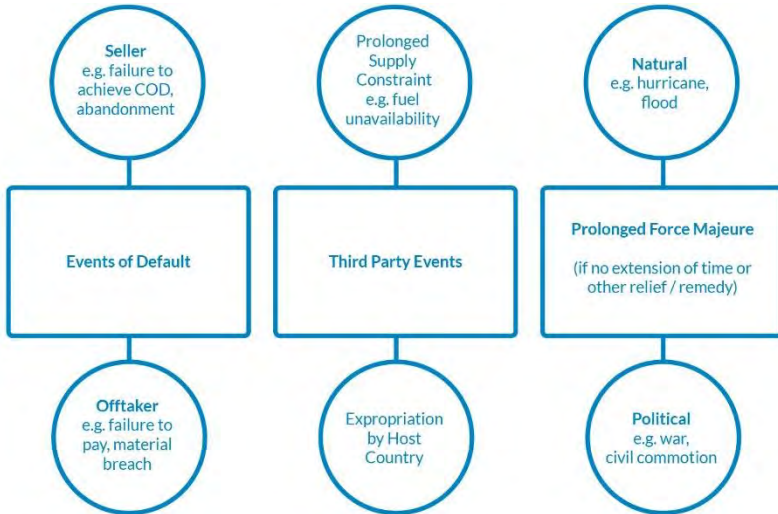 Seller
e.g. failure to
achieve COD,
abandonment
Prolonged
Supply
Constraint
e.g. fuel
unavailability
Natural
e.g. hurricane,
flood
Events of Default
Third Party Events
Prolonged Force Majeure
(if no extension of time or
other relief / remedy)
Offtaker
e.g. failure to
pay, material
breach
Expropriation
by Host
Country
Political
e.g. war,
civil commotion